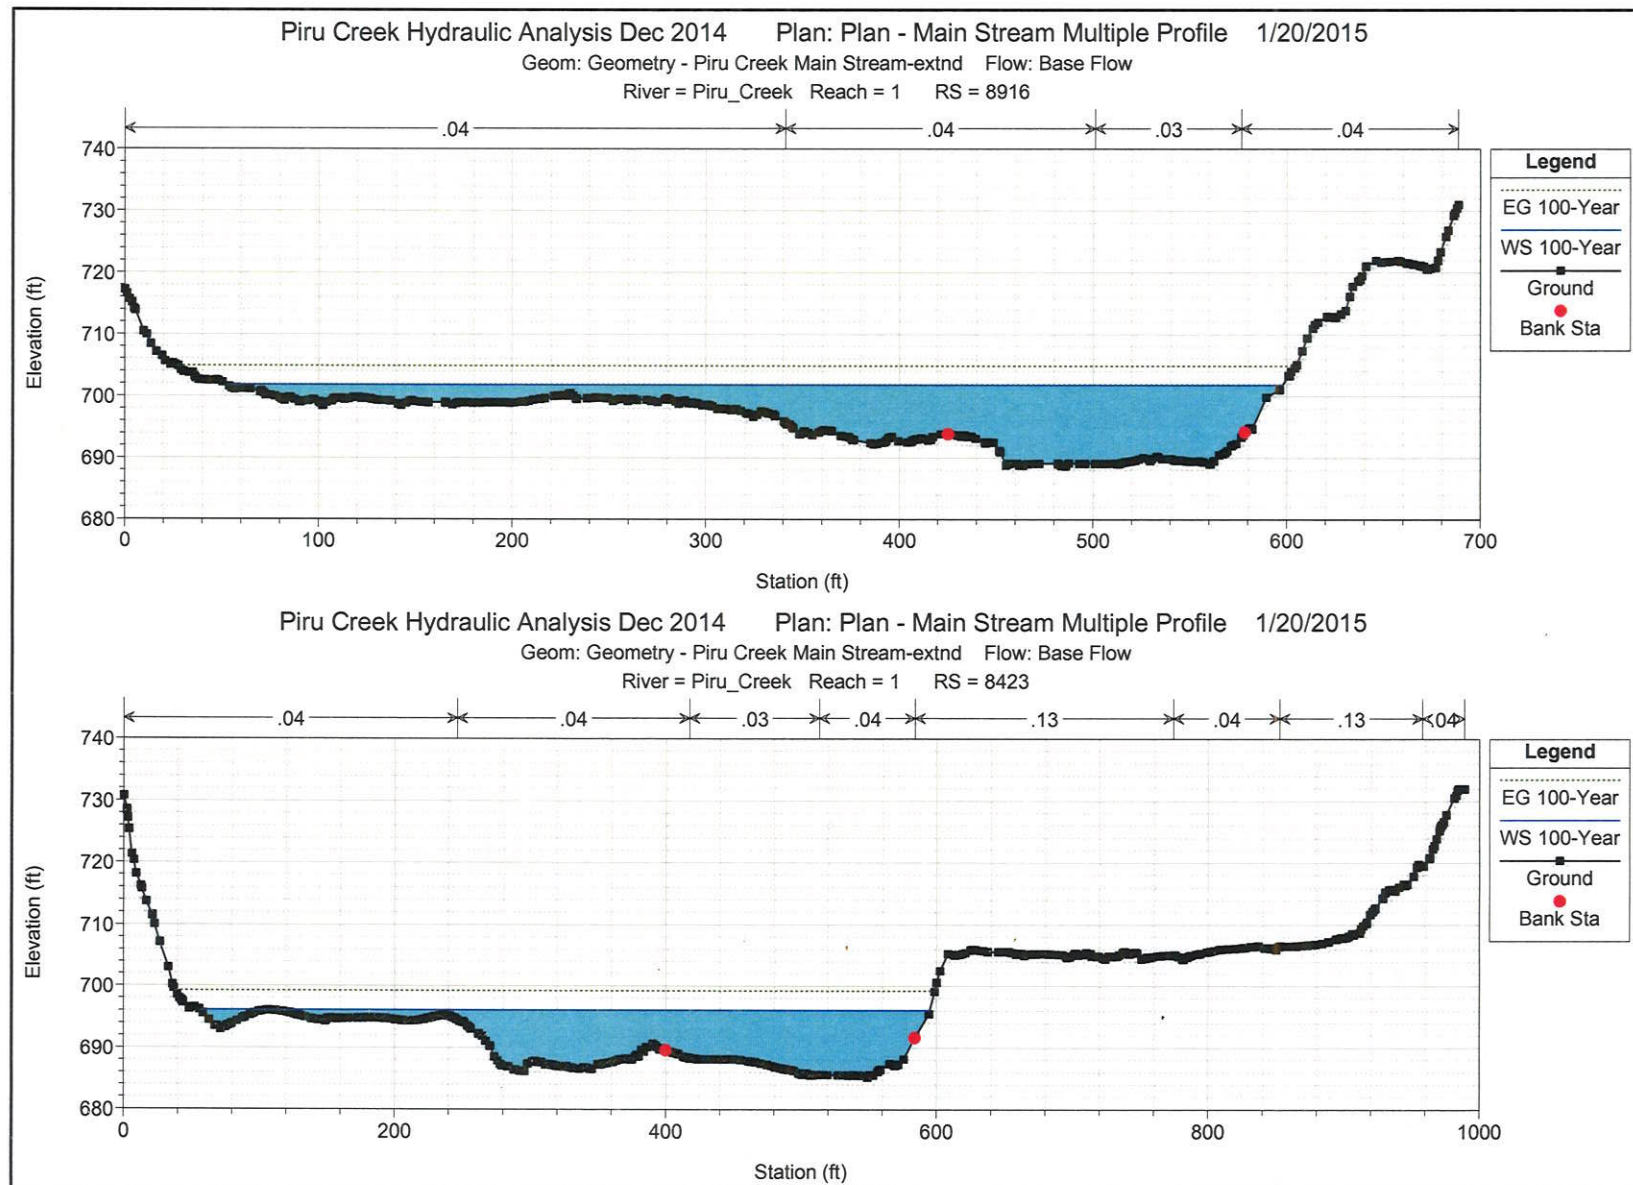 Piru Creek Hydraulic Analysis Dec 2014 Plan: Plan - Main Stream Multiple Profile 1/20/2015
Geom: Geometry - Piru Creek Main Stream-extnd Flow: Base Flow
River = Piru_Creek Reach = 1 RS = 8916
.04 .04 .03 .04
740
730
720
710
700
690
680
Elevation (ft)
0 100 200 300 400 500 600 700
Station (ft)
Legend
EG 100-Year
WS 100-Year
Ground
Bank Sta
Piru Creek Hydraulic Analysis Dec 2014 Plan: Plan - Main Stream Multiple Profile 1/20/2015
Geom: Geometry - Piru Creek Main Stream-extnd Flow: Base Flow
River = Piru_Creek Reach = 1 RS = 8423
.04 .04 .03 .04 .13 .04 .13 .04
740
730
720
710
700
690
680
Elevation (ft)
0 200 400 600 800 1000
Station (ft)
Legend
EG 100-Year
WS 100-Year
Ground
Bank Sta